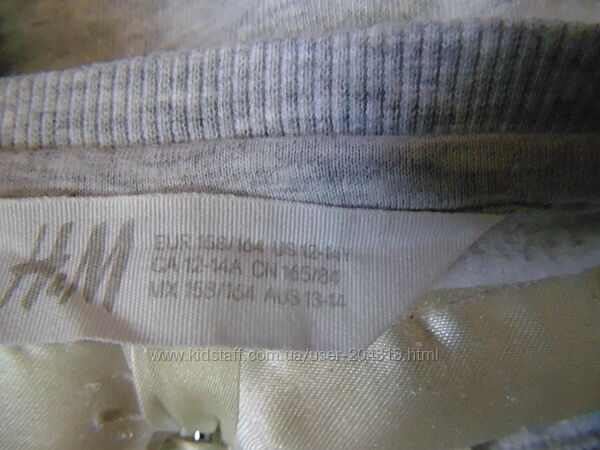 H&M
EUR 158/164 US 12-14Y
CA 12-14A CN 165/84
MX 158/164 AUS 13-14
www.kidstaff.com.ua/user-204319.html